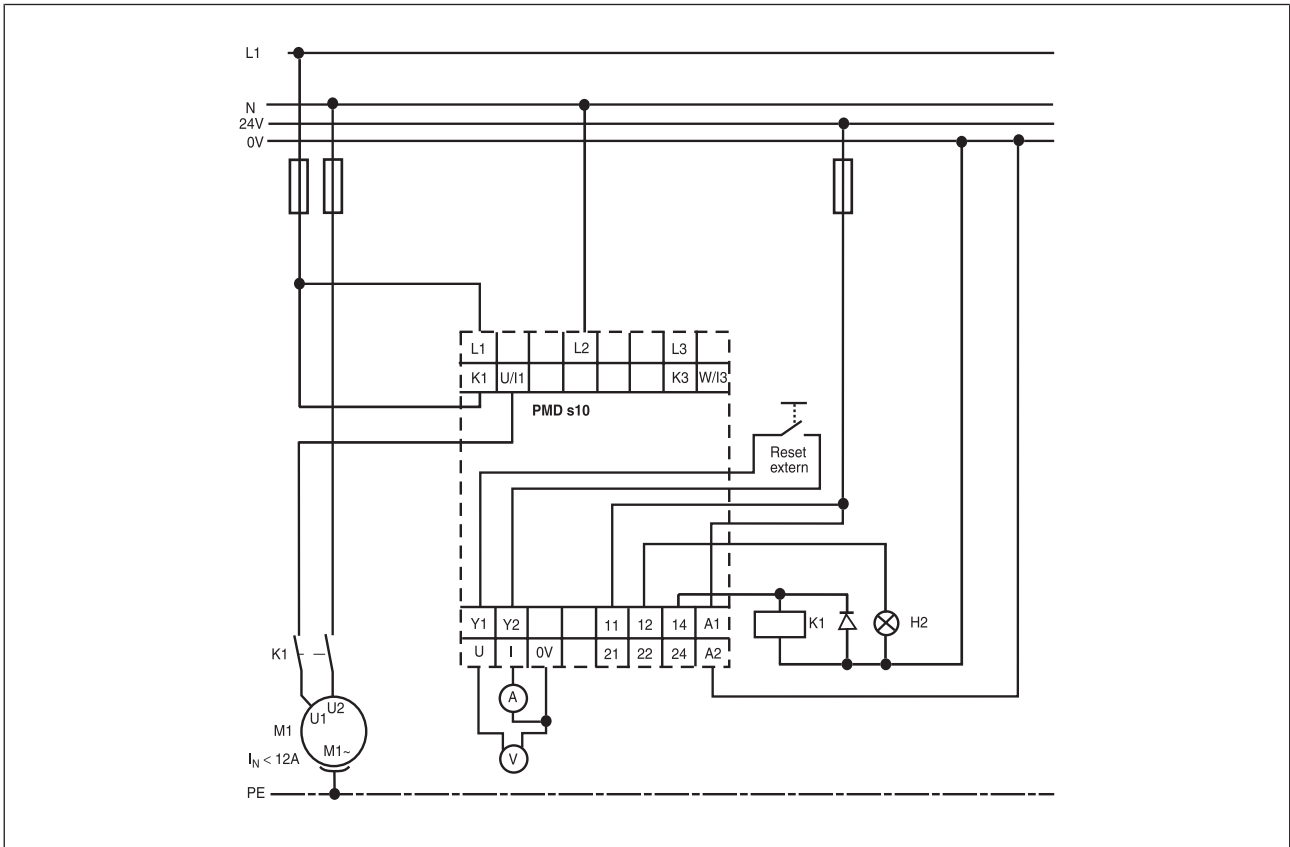 L1
N
24V
0V
L1 L2 L3
K1 U/I1 K3 W/I3
PMD s10
Reset
extern
Y1 Y2 11 12 14 A1
U I 0V 21 22 24 A2
K1 H2
K1
A
V
U1 U2
M1
M1~
IN < 12A
PE